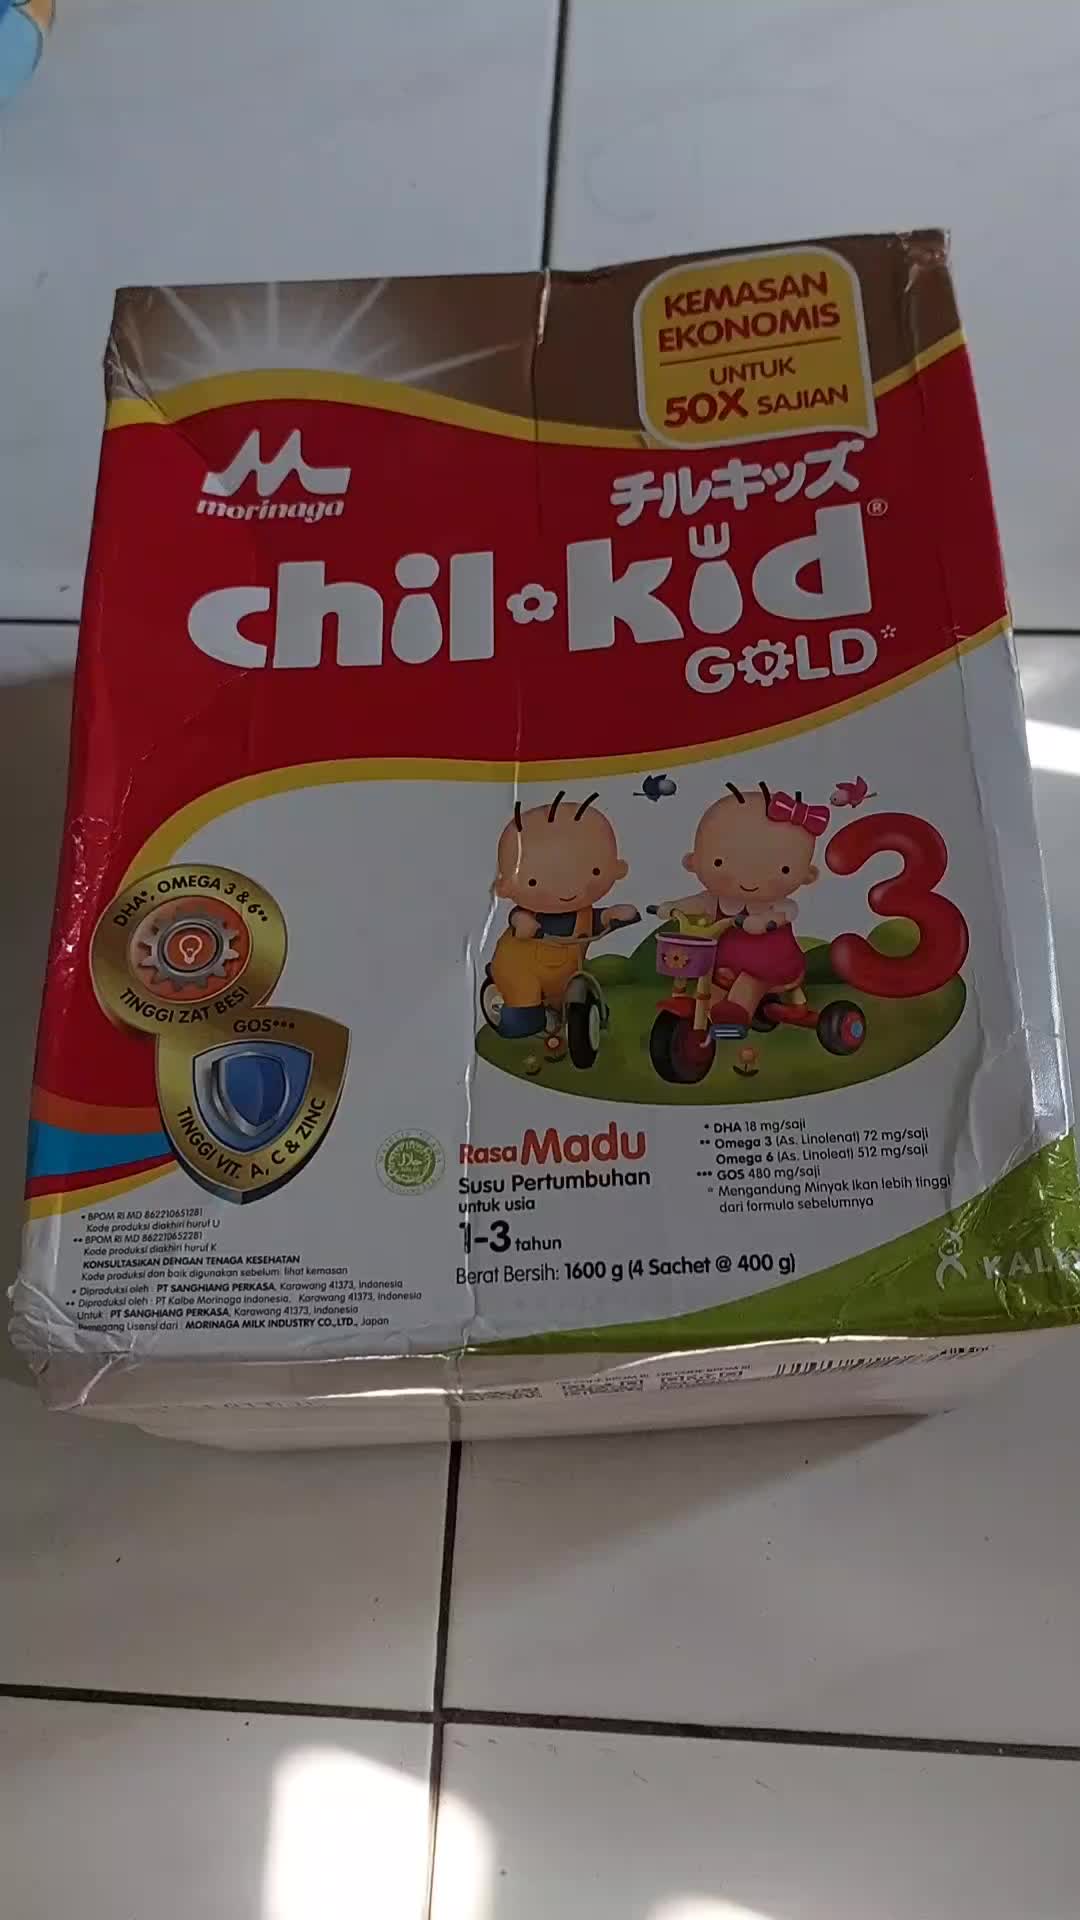 KEMASAN
EKONOMIS
UNTUK
50X SAJIAN
morinaga
チルキッズ®
chil•kid
GOLD*
DHA*, OMEGA 3 & 6**
TINGGI ZAT BESI
GOS***
TINGGI VIT. A, C & ZINC
3
Rasa Madu
Susu Pertumbuhan
untuk usia
1-3 tahun
Berat Bersih: 1600 g (4 Sachet @ 400 g)
* DHA 18 mg/saji
** Omega 3 (As. Linolenat) 72 mg/saji
Omega 6 (As. Linoleat) 512 mg/saji
*** GOS 480 mg/saji
* Mengandung Minyak Ikan lebih tinggi
dari formula sebelumnya
* BPOM RI MD 862210651281
Kode produksi diakhiri huruf U
** BPOM RI MD 862210652281
Kode produksi diakhiri huruf K
KONSULTASIKAN DENGAN TENAGA KESEHATAN
Kode produksi dan baik digunakan sebelum: lihat kemasan
* Diproduksi oleh : PT SANGHIANG PERKASA, Karawang 41373, Indonesia
** Diproduksi oleh : PT Kalbe Morinaga Indonesia, Karawang 41373, Indonesia
Untuk : PT SANGHIANG PERKASA, Karawang 41373, Indonesia
Pemegang Lisensi dari : MORINAGA MILK INDUSTRY CO.,LTD., Japan